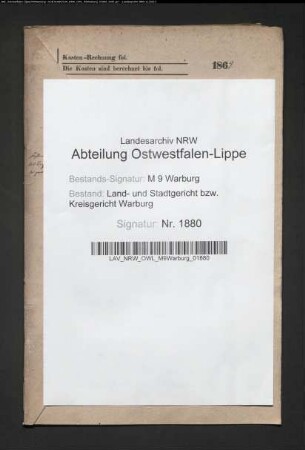 Kosten-Rechnung fol.
Die Kosten sind berechnet bis fol.
186
Landesarchiv NRW
Abteilung Ostwestfalen-Lippe
Bestands-Signatur: M 9 Warburg
Bestand: Land- und Stadtgericht bzw.
Kreisgericht Warburg
Signatur: Nr. 1880
LAV_NRW_OWL_M9Warburg_01880